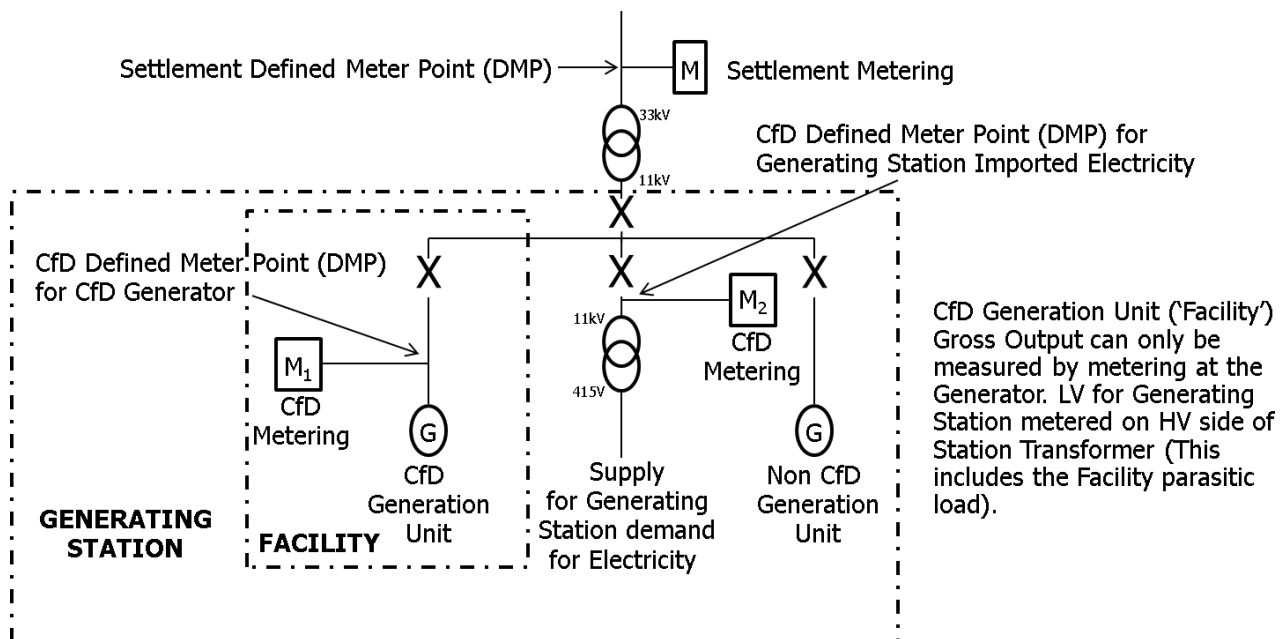 Settlement Defined Meter Point (DMP)
M
Settlement Metering
33kV
11kV
CfD Defined Meter Point (DMP) for
Generating Station Imported Electricity
X
CfD Defined Meter Point (DMP)
for CfD Generator
X
X
X
M₁
CfD
Metering
G
CfD
Generation
Unit
11kV
415V
M₂
CfD
Metering
Supply
for Generating
Station demand
for Electricity
G
Non CfD
Generation
Unit
GENERATING
STATION
FACILITY
CfD Generation Unit (‘Facility’)
Gross Output can only be
measured by metering at the
Generator. LV for Generating
Station metered on HV side of
Station Transformer (This
includes the Facility parasitic
load).